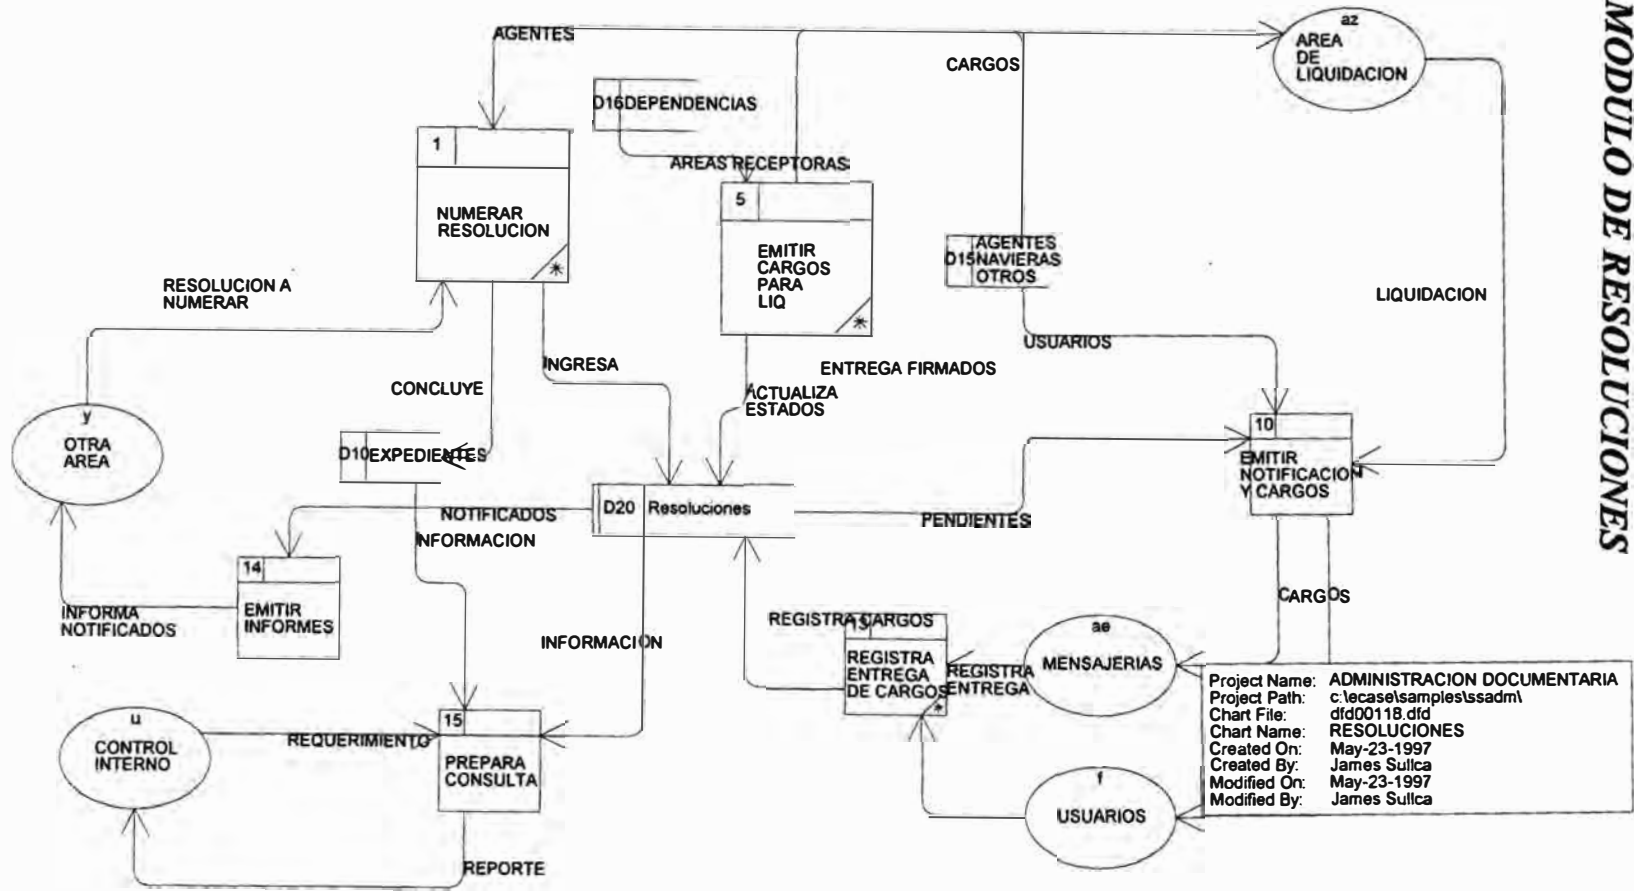 MODULO DE RESOLUCIONES
AGENTES
CARGOS
az
AREA
DE
LIQUIDACION
D16 DEPENDENCIAS
AREAS RECEPTORAS
1
NUMERAR
RESOLUCION
*
5
EMITIR
CARGOS
PARA
LIQ
*
D15
AGENTES
NAVIERAS
OTROS
RESOLUCION A
NUMERAR
LIQUIDACION
USUARIOS
INGRESA
ENTREGA FIRMADOS
CONCLUYE
ACTUALIZA
ESTADOS
y
OTRA
AREA
D10 EXPEDIENTES
10
EMITIR
NOTIFICACION
Y CARGOS
D20 Resoluciones
NOTIFICADOS
PENDIENTES
INFORMACION
14
EMITIR
INFORMES
INFORMA
NOTIFICADOS
CARGOS
INFORMACION
REGISTRA CARGOS
13
REGISTRA
ENTREGA
DE CARGOS
*
REGISTRA
ENTREGA
ae
MENSAJERIAS
u
CONTROL
INTERNO
REQUERIMIENTO
15
PREPARA
CONSULTA
REPORTE
f
USUARIOS
Project Name: ADMINISTRACION DOCUMENTARIA
Project Path: c:\ecase\samples\ssadm\
Chart File: dfd00118.dfd
Chart Name: RESOLUCIONES
Created On: May-23-1997
Created By: James Sullca
Modified On: May-23-1997
Modified By: James Sullca